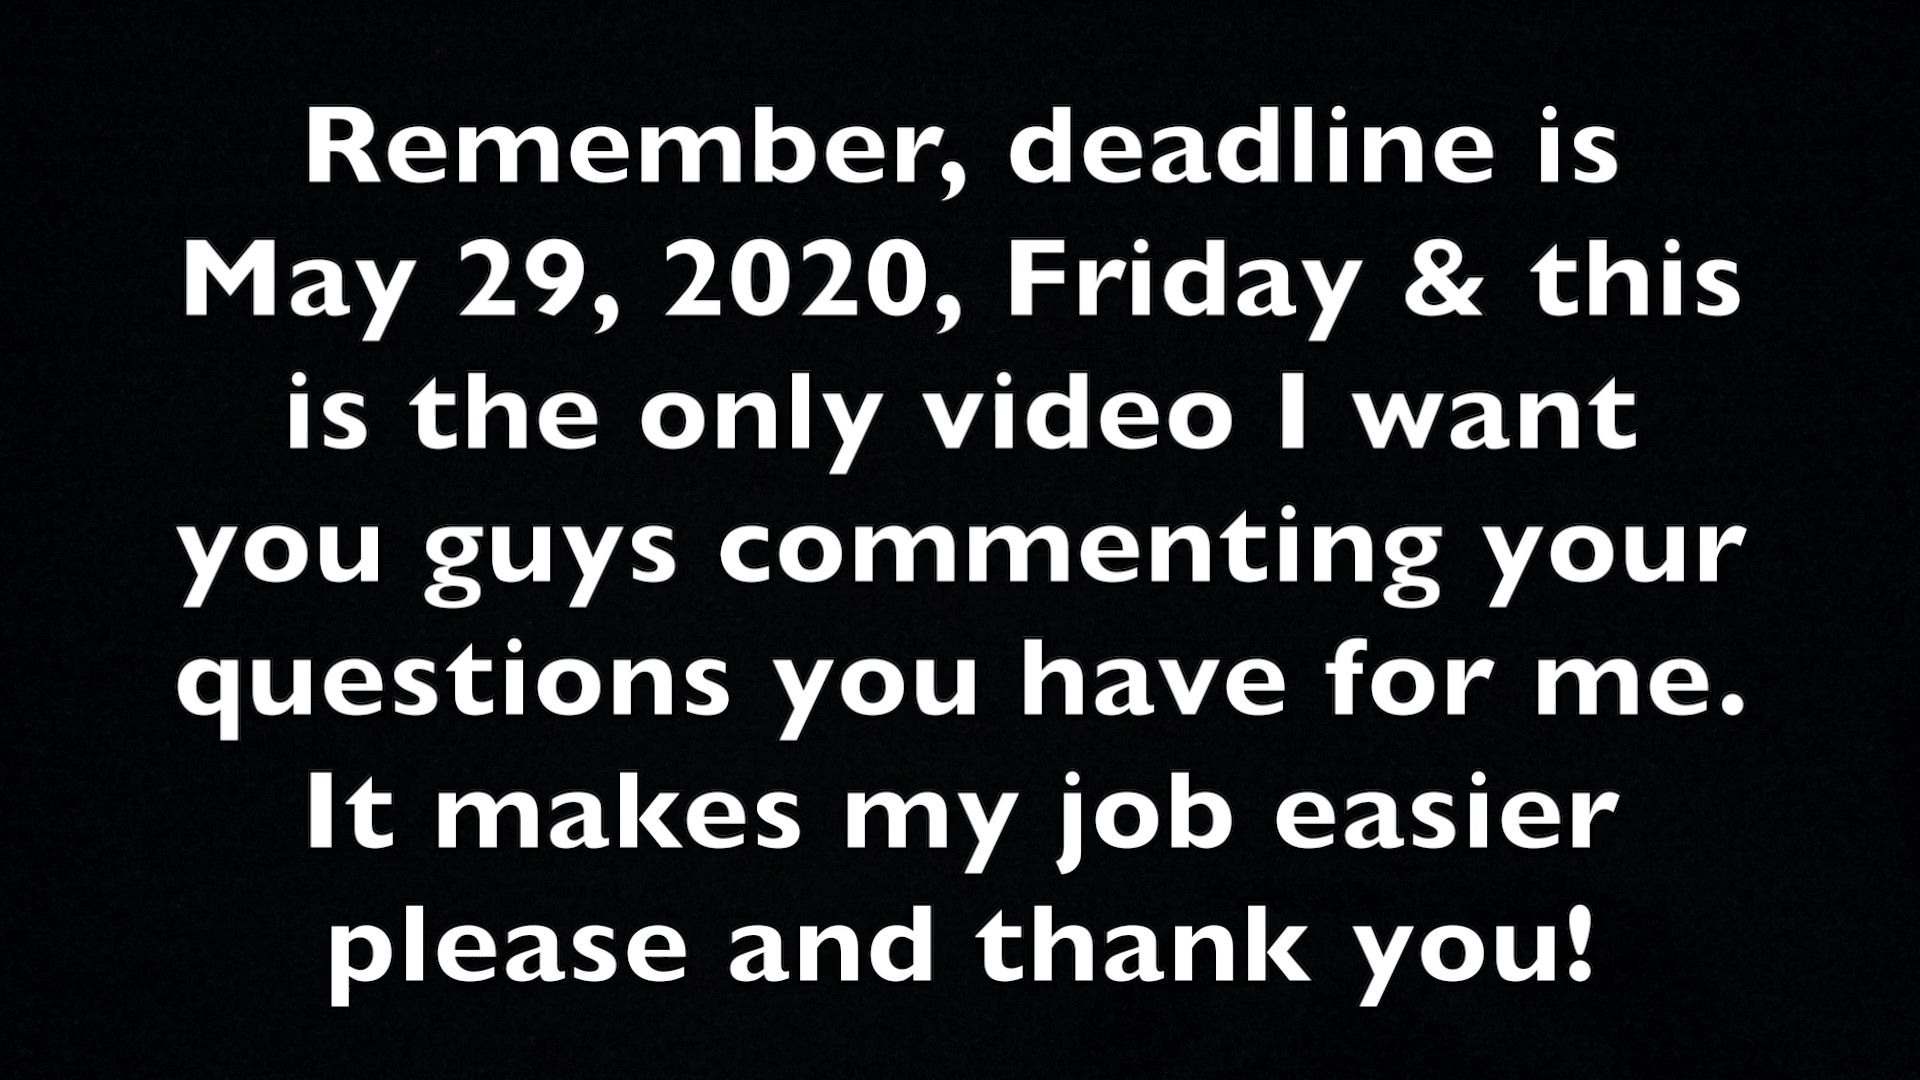 Remember, deadline is
May 29, 2020, Friday & this
is the only video I want
you guys commenting your
questions you have for me.
It makes my job easier
please and thank you!